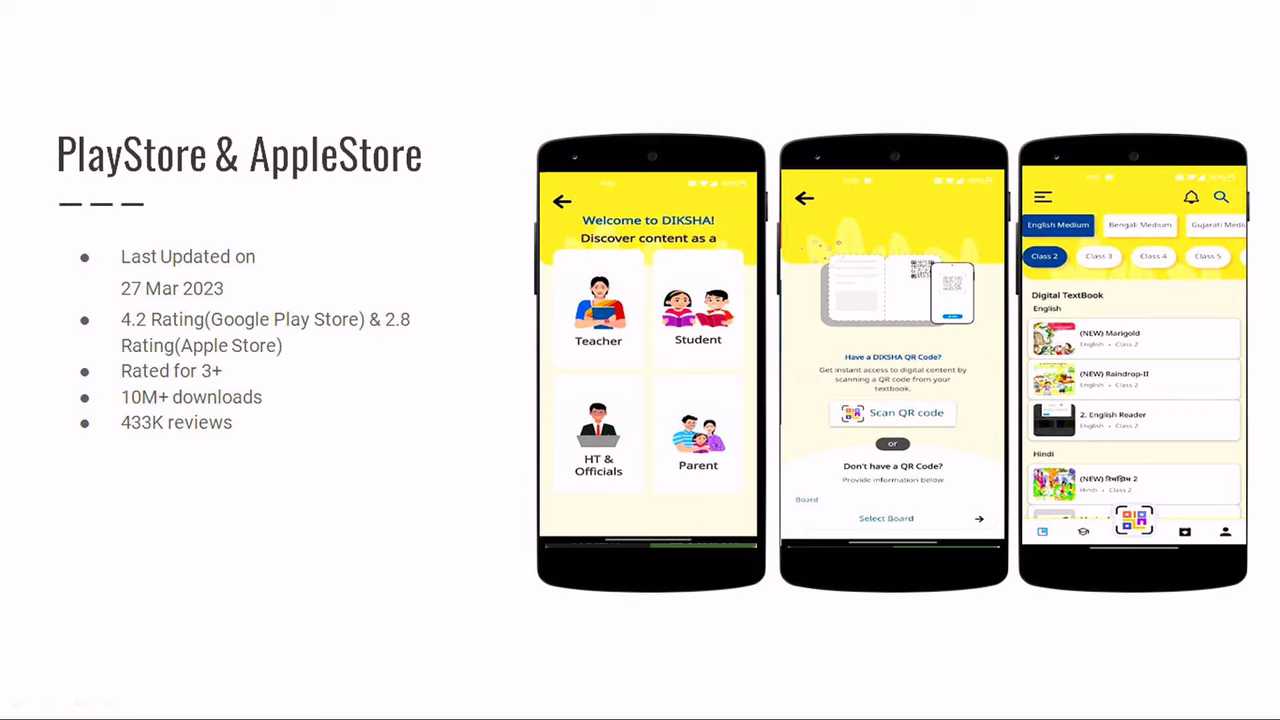 PlayStore & AppleStore
Last Updated on
27 Mar 2023
4.2 Rating(Google Play Store) & 2.8
Rating(Apple Store)
Rated for 3+
10M+ downloads
433K reviews
Welcome to DIKSHA!
Discover content as a
Teacher
Student
HT &
Officials
Parent
Have a DIKSHA QR Code?
Get instant access to digital content by
scanning a QR code from your
textbook.
Scan QR code
or
Don't have a QR Code?
Provide information below
Board
Select Board
English Medium
Bengali Medium
Gujarati Mediu
Class 2
Class 3
Class 4
Class 5
Digital TextBook
English
(NEW) Marigold
English • Class 2
(NEW) Raindrop-II
English • Class 2
2. English Reader
English • Class 2
Hindi
(NEW) रिमझिम 2
Hindi • Class 2